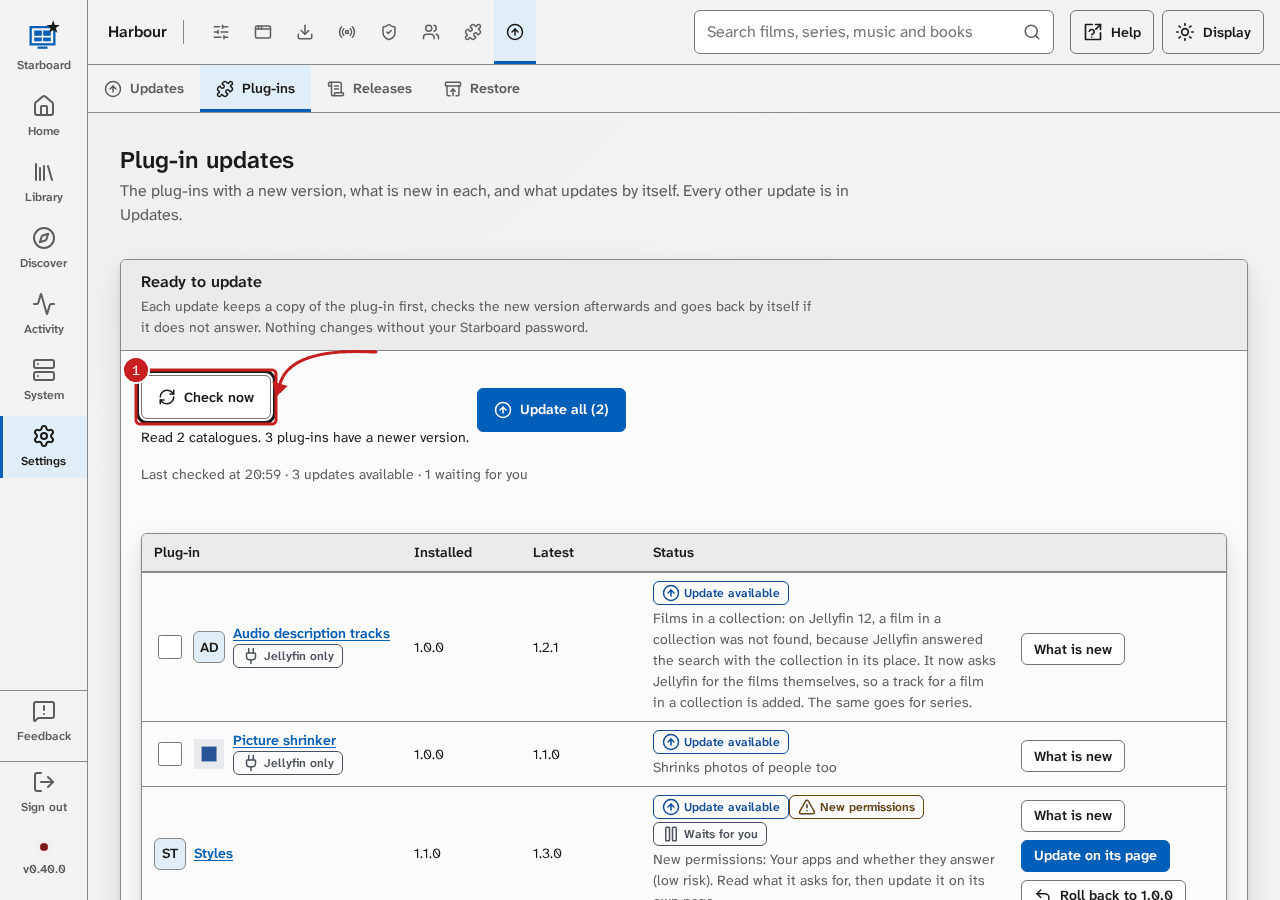 Starboard
Home
Library
Discover
Activity
System
Settings
Feedback
Sign out
v0.40.0
Harbour
Search films, series, music and books
Help
Display
Updates
Plug-ins
Releases
Restore
Plug-in updates
The plug-ins with a new version, what is new in each, and what updates by itself. Every other update is in
Updates.
Ready to update
Each update keeps a copy of the plug-in first, checks the new version afterwards and goes back by itself if
it does not answer. Nothing changes without your Starboard password.
1
Check now
Update all (2)
Read 2 catalogues. 3 plug-ins have a newer version.
Last checked at 20:59 · 3 updates available · 1 waiting for you
Plug-in
Installed
Latest
Status
AD
Audio description tracks
Jellyfin only
1.0.0
1.2.1
Update available
Films in a collection: on Jellyfin 12, a film in a
collection was not found, because Jellyfin answered
the search with the collection in its place. It now asks
Jellyfin for the films themselves, so a track for a film
in a collection is added. The same goes for series.
What is new
Picture shrinker
Jellyfin only
1.0.0
1.1.0
Update available
Shrinks photos of people too
What is new
ST
Styles
1.1.0
1.3.0
Update available
New permissions
Waits for you
New permissions: Your apps and whether they answer
(low risk). Read what it asks for, then update it on its
What is new
Update on its page
Roll back to 1.0.0